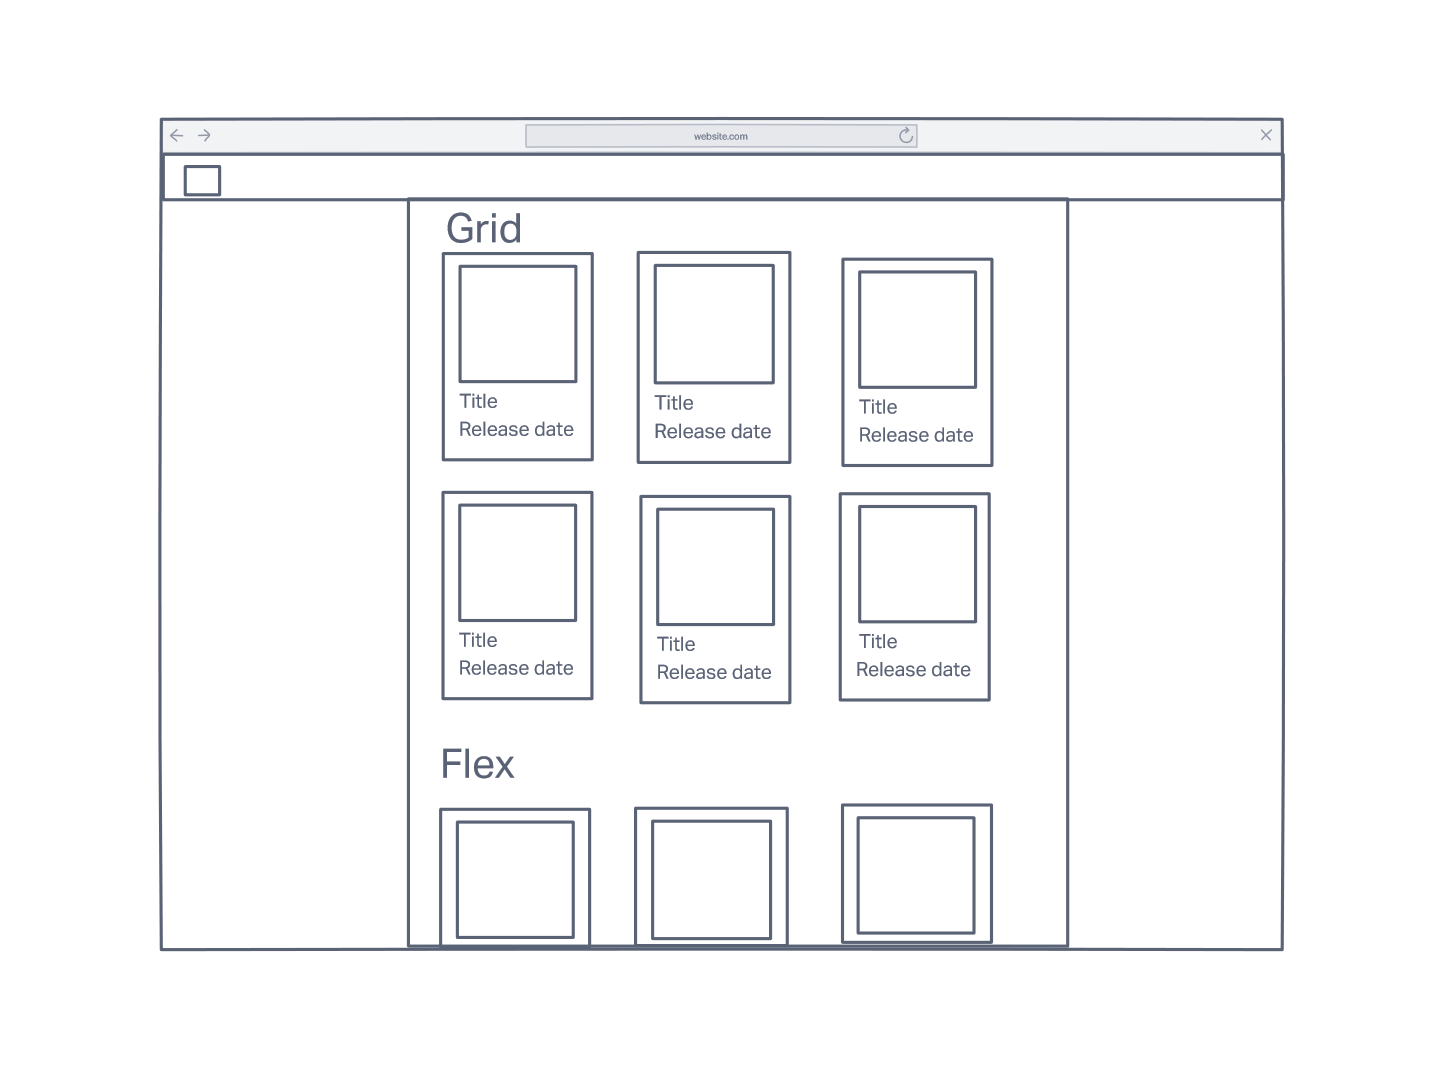 website.com
Grid
Title
Release date
Title
Release date
Title
Release date
Title
Release date
Title
Release date
Title
Release date
Flex